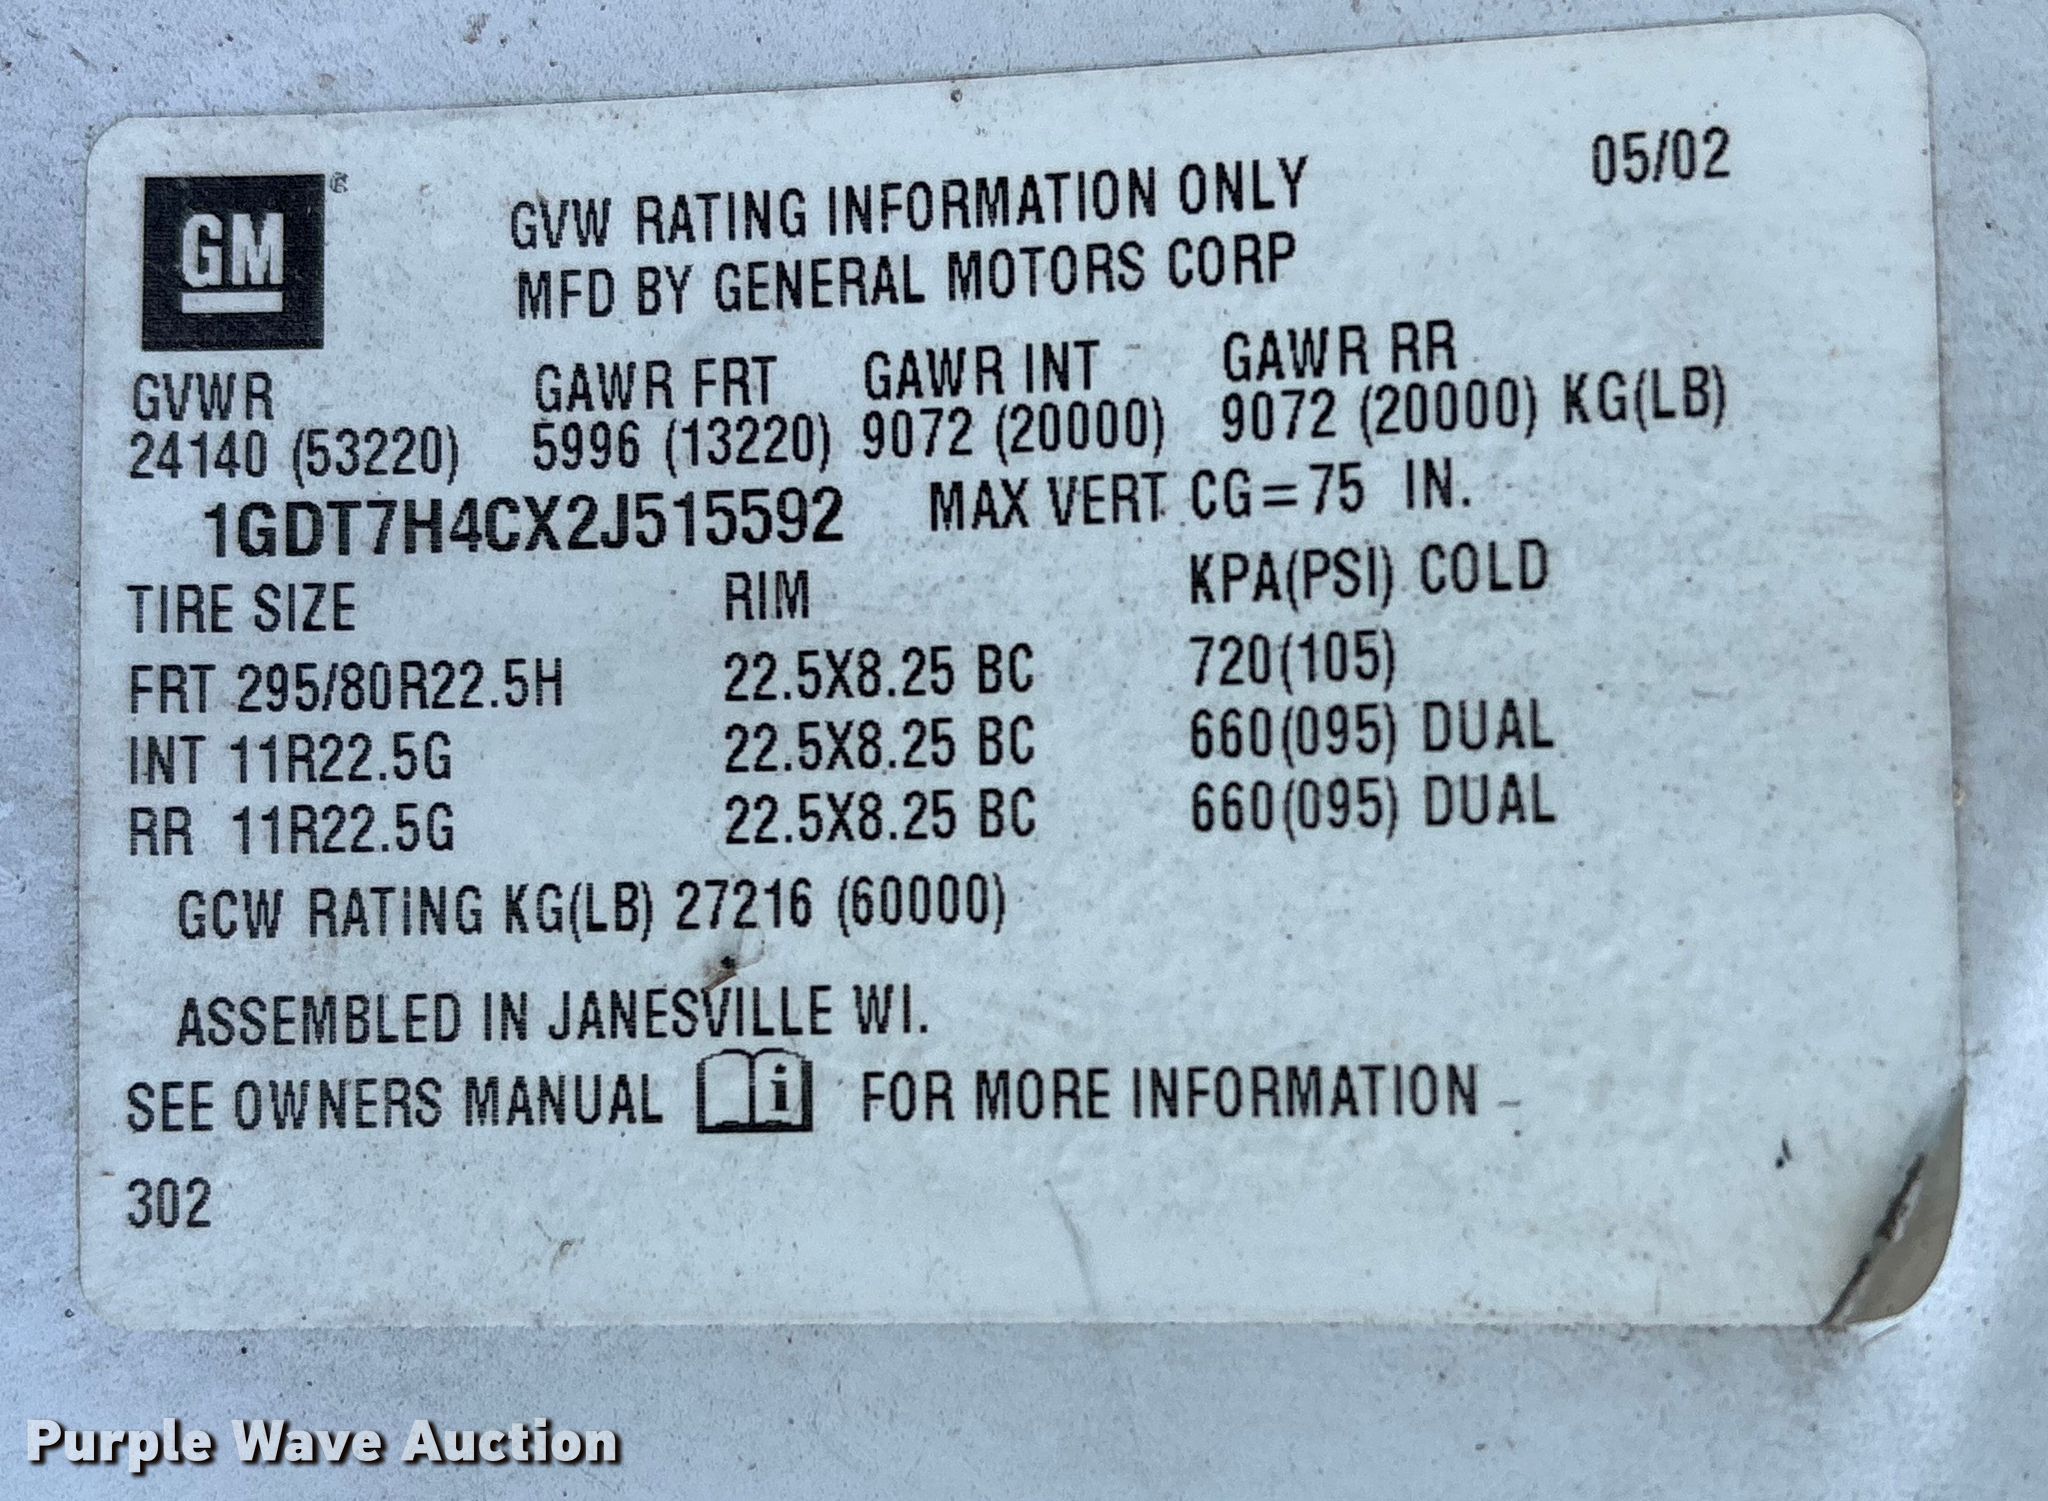 05/02
GM
GVW RATING INFORMATION ONLY
MFD BY GENERAL MOTORS CORP
GVWR GAWR FRT GAWR INT GAWR RR
24140 (53220) 5996 (13220) 9072 (20000) 9072 (20000) KG(LB)
1GDT7H4CX2J515592 MAX VERT CG=75 IN.
TIRE SIZE RIM KPA(PSI) COLD
FRT 295/80R22.5H 22.5X8.25 BC 720(105)
INT 11R22.5G 22.5X8.25 BC 660(095) DUAL
RR 11R22.5G 22.5X8.25 BC 660(095) DUAL
GCW RATING KG(LB) 27216 (60000)
ASSEMBLED IN JANESVILLE WI.
SEE OWNERS MANUAL i FOR MORE INFORMATION
302
Purple Wave Auction